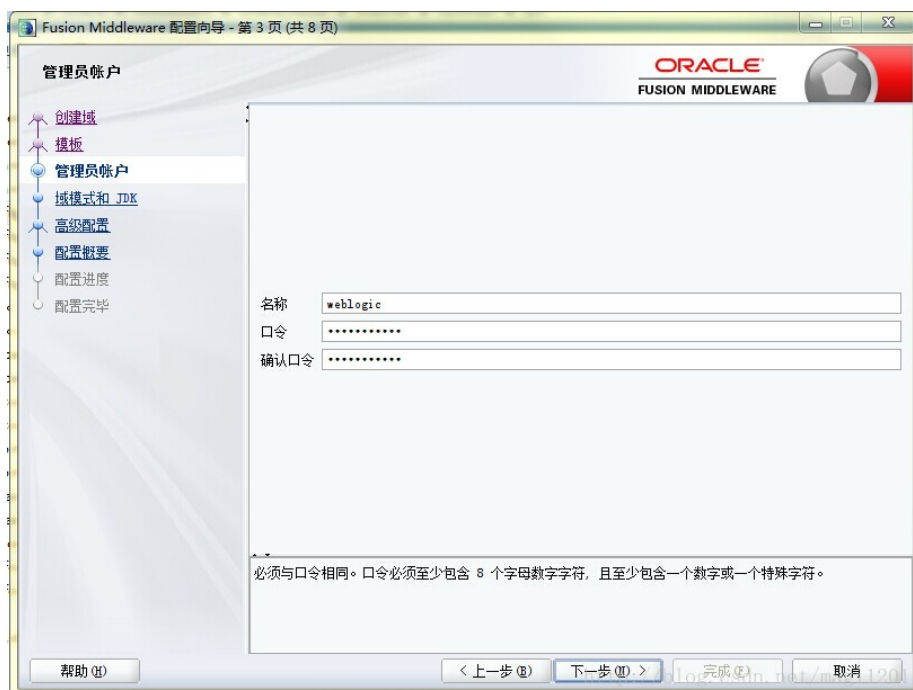 Fusion Middleware 配置向导 - 第 3 页 (共 8 页)
管理员帐户
ORACLE
FUSION MIDDLEWARE
创建域
模板
管理员帐户
域模式和 JDK
高级配置
配置概要
配置进度
配置完毕
名称 weblogic
口令 •••••••••••
确认口令 •••••••••••
必须与口令相同。口令必须至少包含 8 个字母数字字符, 且至少包含一个数字或一个特殊字符。
帮助(H) < 上一步(B) 下一步(N) > 完成(F) 取消